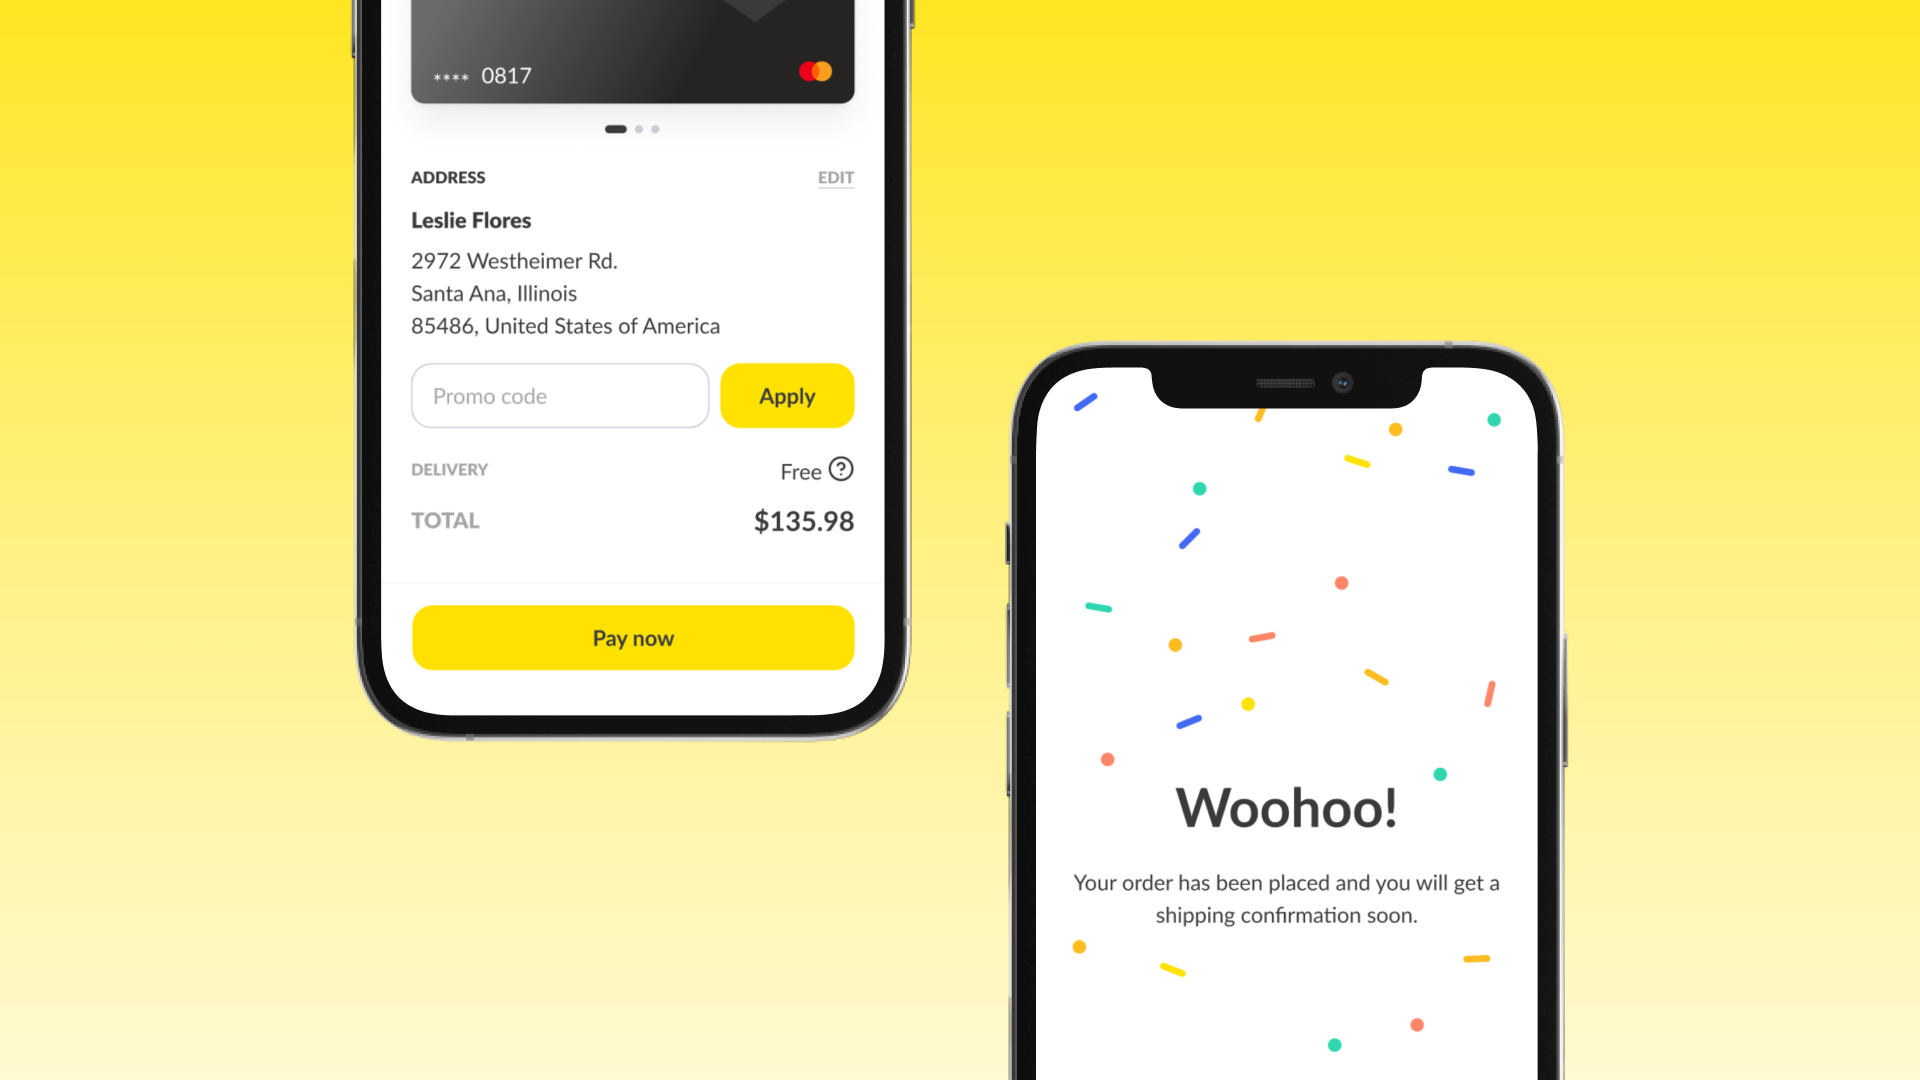 **** 0817
ADDRESS
EDIT
Leslie Flores
2972 Westheimer Rd.
Santa Ana, Illinois
85486, United States of America
Promo code
Apply
DELIVERY
Free ?
TOTAL
$135.98
Pay now
Woohoo!
Your order has been placed and you will get a
shipping confirmation soon.